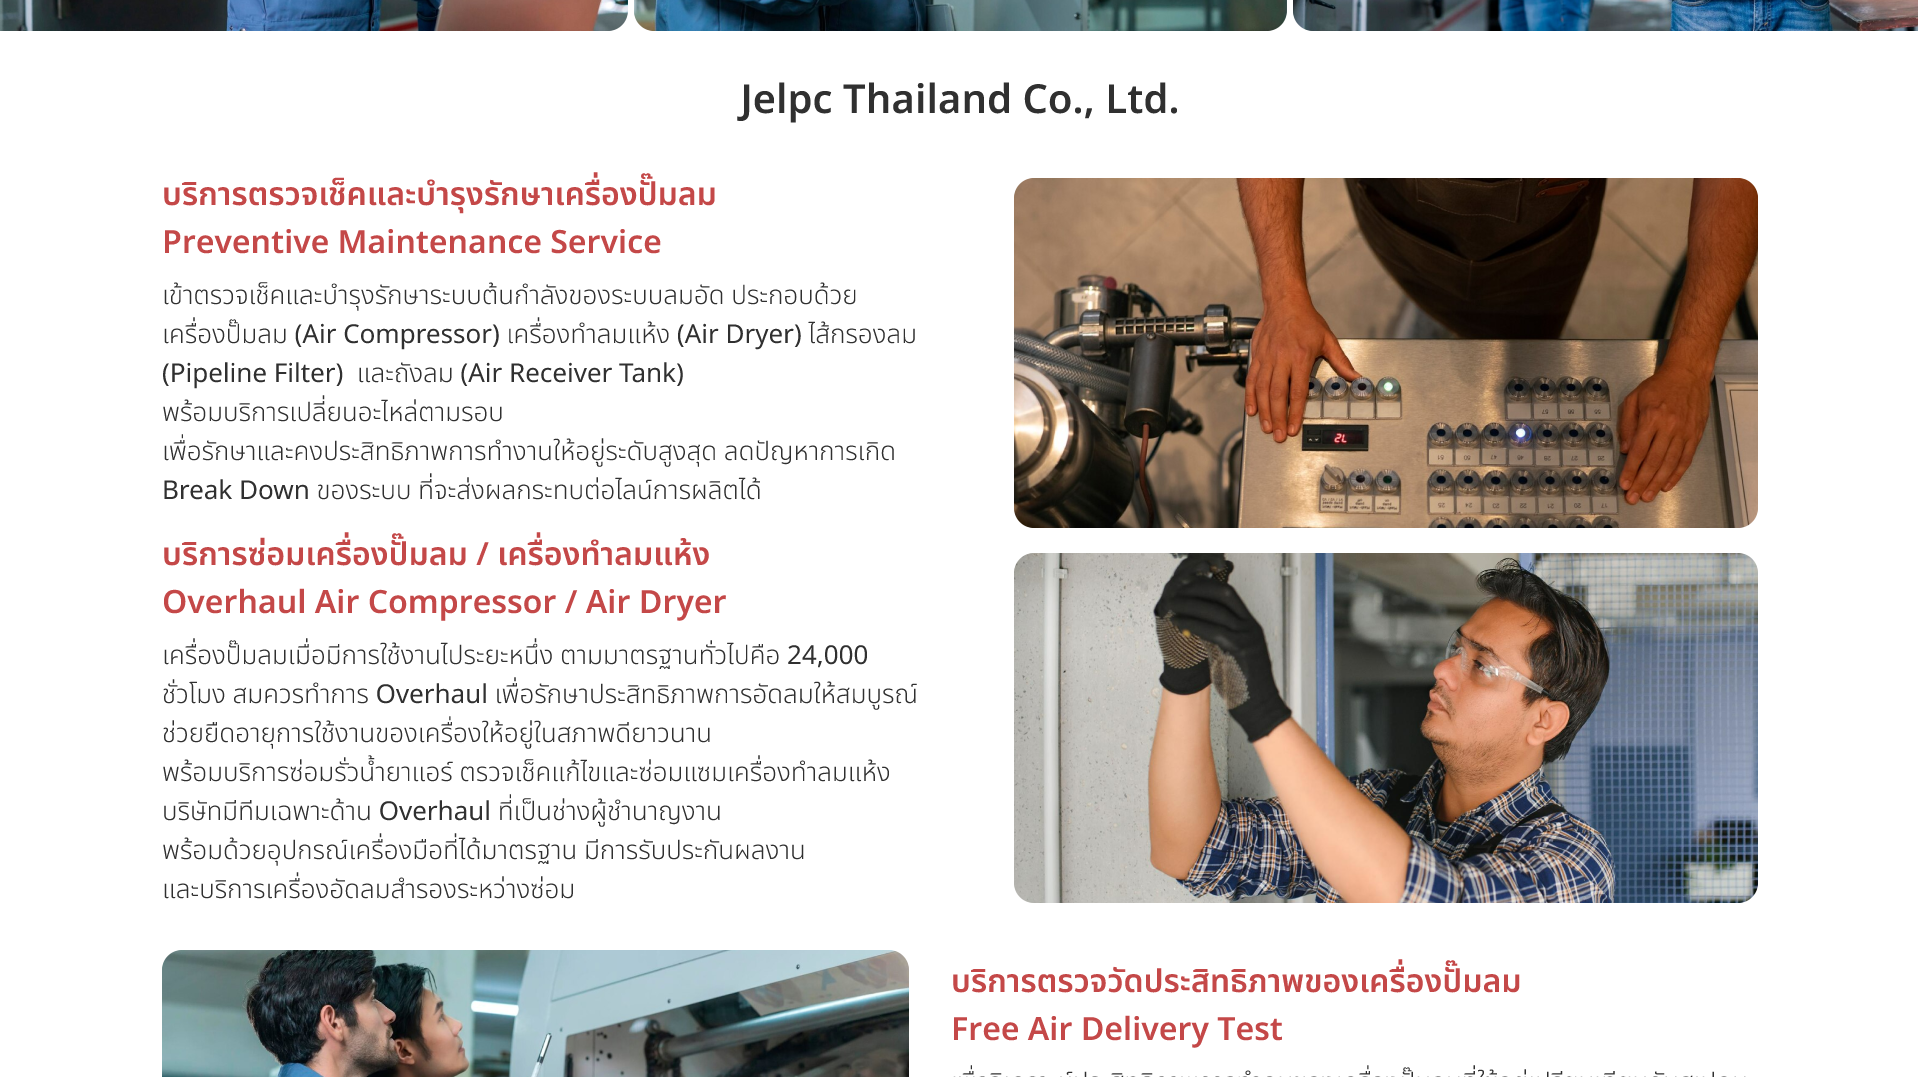 Jelpc Thailand Co., Ltd.
บริการตรวจเช็คและบำรุงรักษาเครื่องปั๊มลม
Preventive Maintenance Service
เข้าตรวจเช็คและบำรุงรักษาระบบต้นกำลังของระบบลมอัด ประกอบด้วย
เครื่องปั๊มลม (Air Compressor) เครื่องทำลมแห้ง (Air Dryer) ไส้กรองลม
(Pipeline Filter)  และถังลม (Air Receiver Tank)
พร้อมบริการเปลี่ยนอะไหล่ตามรอบ
เพื่อรักษาและคงประสิทธิภาพการทำงานให้อยู่ระดับสูงสุด ลดปัญหาการเกิด
Break Down ของระบบ ที่จะส่งผลกระทบต่อไลน์การผลิตได้
บริการซ่อมเครื่องปั๊มลม / เครื่องทำลมแห้ง
Overhaul Air Compressor / Air Dryer
เครื่องปั๊มลมเมื่อมีการใช้งานไประยะหนึ่ง ตามมาตรฐานทั่วไปคือ 24,000
ชั่วโมง สมควรทำการ Overhaul เพื่อรักษาประสิทธิภาพการอัดลมให้สมบูรณ์
ช่วยยืดอายุการใช้งานของเครื่องให้อยู่ในสภาพดียาวนาน
พร้อมบริการซ่อมรั่วน้ำยาแอร์ ตรวจเช็คแก้ไขและซ่อมแซมเครื่องทำลมแห้ง
บริษัทมีทีมเฉพาะด้าน Overhaul ที่เป็นช่างผู้ชำนาญงาน
พร้อมด้วยอุปกรณ์เครื่องมือที่ได้มาตรฐาน มีการรับประกันผลงาน
และบริการเครื่องอัดลมสำรองระหว่างซ่อม
บริการตรวจวัดประสิทธิภาพของเครื่องปั๊มลม
Free Air Delivery Test